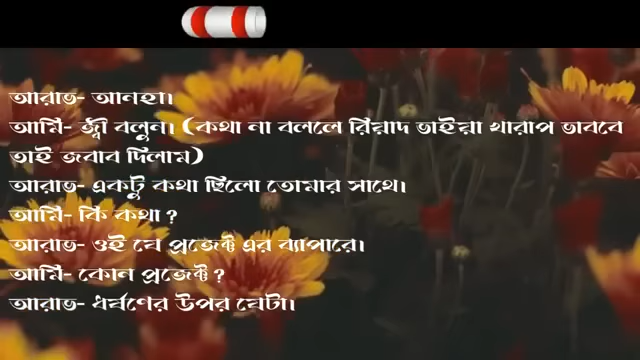 আরাভ- আনহা।
আমি- জ্বী বলুন। (কথা না বললে রিয়াদ ভাইয়া খারাপ ভাববে
তাই জবাব দিলাম)
আরাভ- একটু কথা ছিলো তোমার সাথে।
আমি- কি কথা ?
আরাভ- ওই যে প্রজেক্ট এর ব্যাপারে।
আমি- কোন প্রজেক্ট ?
আরাভ- ধর্ষণের উপর যেটা।